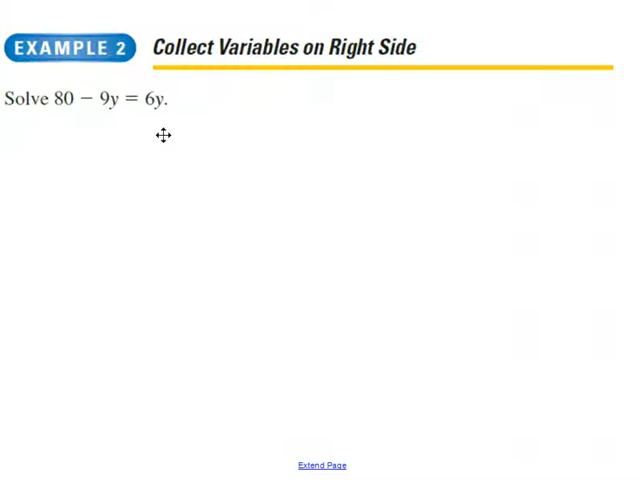 EXAMPLE 2 Collect Variables on Right Side
Solve 80 − 9y = 6y.
Extend Page